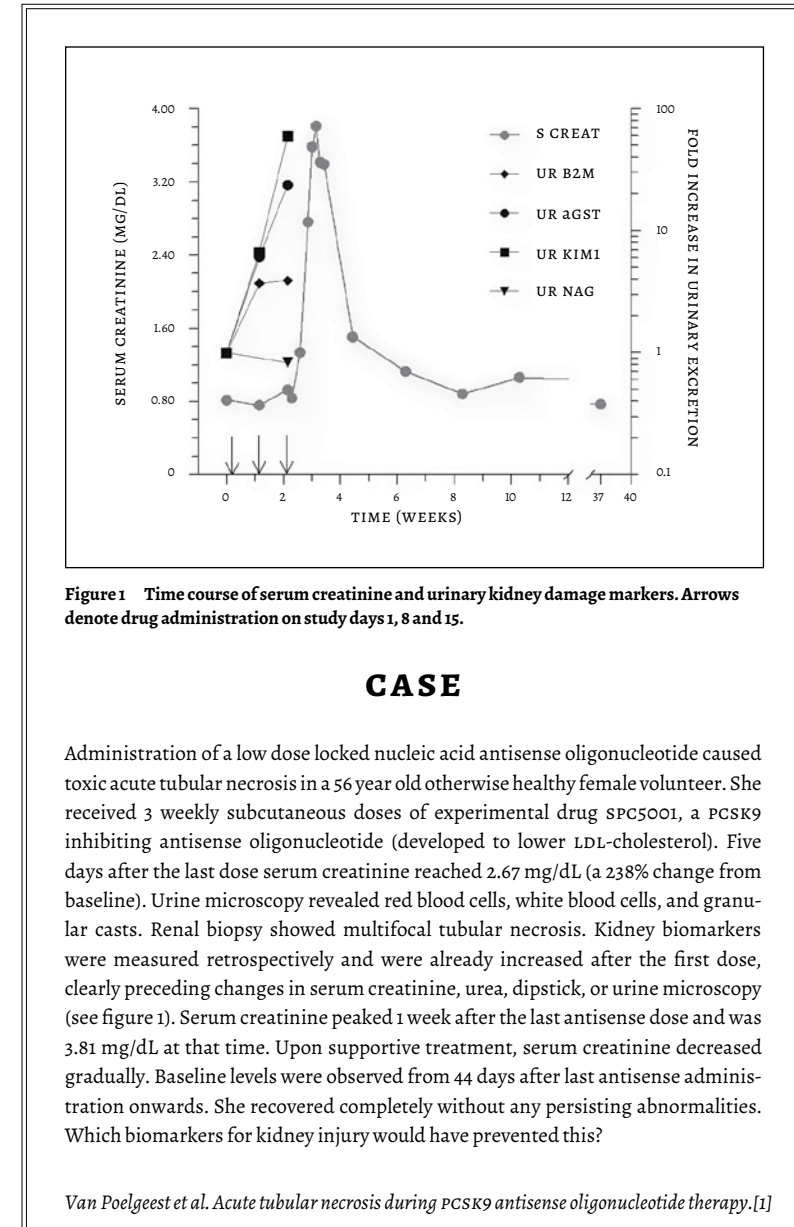 4.00
3.20
2.40
1.60
0.80
0
SERUM CREATININE (MG/DL)
S CREAT
UR B2M
UR aGST
UR KIM1
UR NAG
100
10
1
0.1
FOLD INCREASE IN URINARY EXCRETION
0 2 4 6 8 10 12 37 40
TIME (WEEKS)
Figure 1 Time course of serum creatinine and urinary kidney damage markers. Arrows
denote drug administration on study days 1, 8 and 15.
CASE
Administration of a low dose locked nucleic acid antisense oligonucleotide caused
toxic acute tubular necrosis in a 56 year old otherwise healthy female volunteer. She
received 3 weekly subcutaneous doses of experimental drug SPC5001, a PCSK9
inhibiting antisense oligonucleotide (developed to lower LDL-cholesterol). Five
days after the last dose serum creatinine reached 2.67 mg/dL (a 238% change from
baseline). Urine microscopy revealed red blood cells, white blood cells, and granu-
lar casts. Renal biopsy showed multifocal tubular necrosis. Kidney biomarkers
were measured retrospectively and were already increased after the first dose,
clearly preceding changes in serum creatinine, urea, dipstick, or urine microscopy
(see figure 1). Serum creatinine peaked 1 week after the last antisense dose and was
3.81 mg/dL at that time. Upon supportive treatment, serum creatinine decreased
gradually. Baseline levels were observed from 44 days after last antisense adminis-
tration onwards. She recovered completely without any persisting abnormalities.
Which biomarkers for kidney injury would have prevented this?
Van Poelgeest et al. Acute tubular necrosis during PCSK9 antisense oligonucleotide therapy.[1]